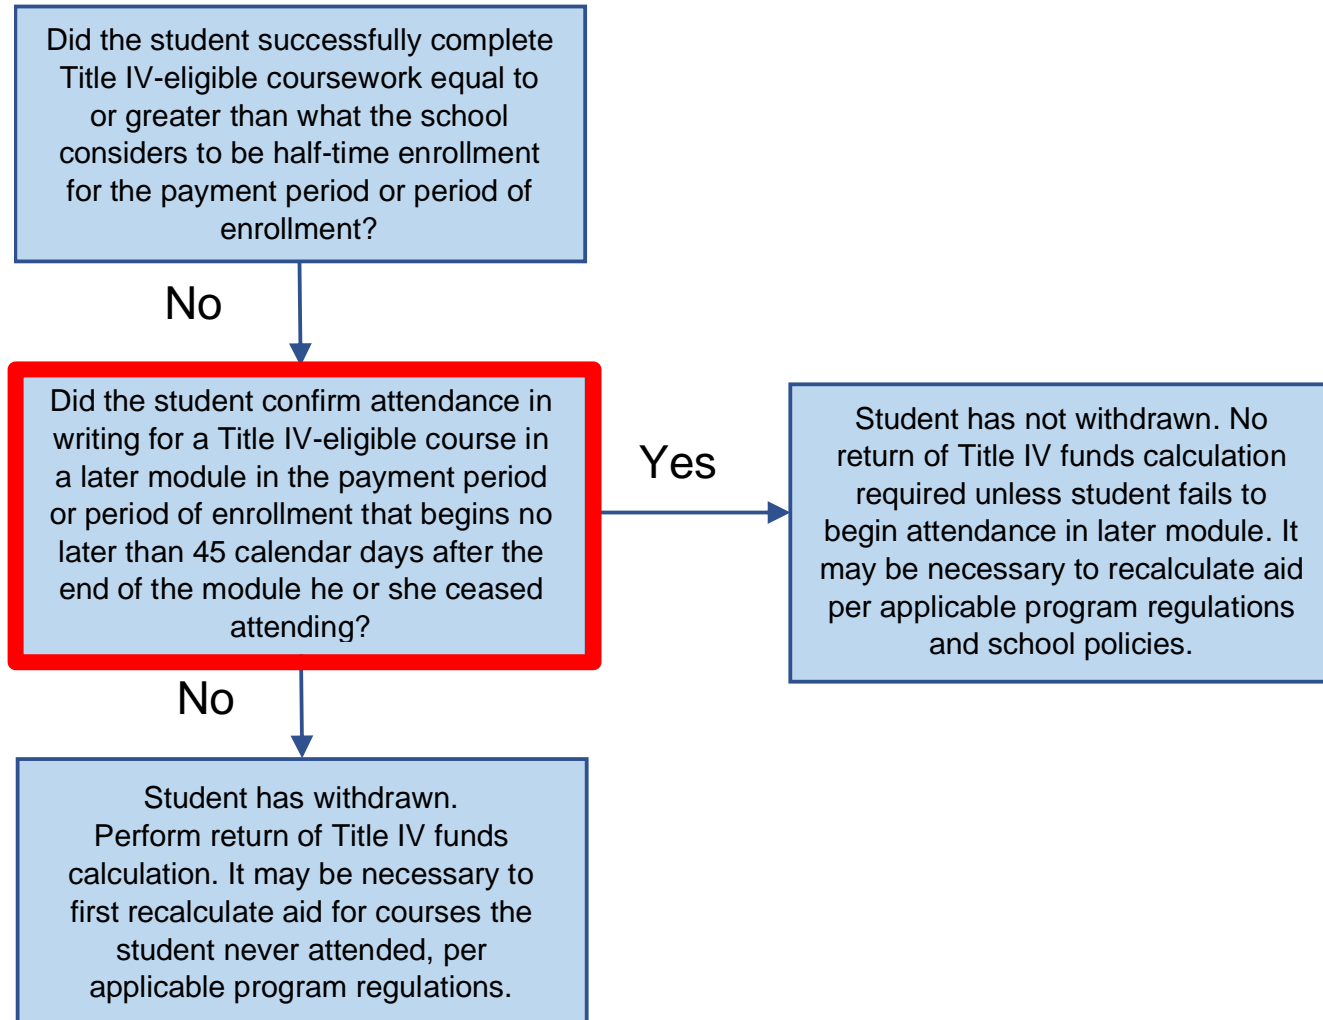 Did the student successfully complete
Title IV-eligible coursework equal to
or greater than what the school
considers to be half-time enrollment
for the payment period or period of
enrollment?
No
Did the student confirm attendance in
writing for a Title IV-eligible course in
a later module in the payment period
or period of enrollment that begins no
later than 45 calendar days after the
end of the module he or she ceased
attending?
Yes
Student has not withdrawn. No
return of Title IV funds calculation
required unless student fails to
begin attendance in later module. It
may be necessary to recalculate aid
per applicable program regulations
and school policies.
No
Student has withdrawn.
Perform return of Title IV funds
calculation. It may be necessary to
first recalculate aid for courses the
student never attended, per
applicable program regulations.